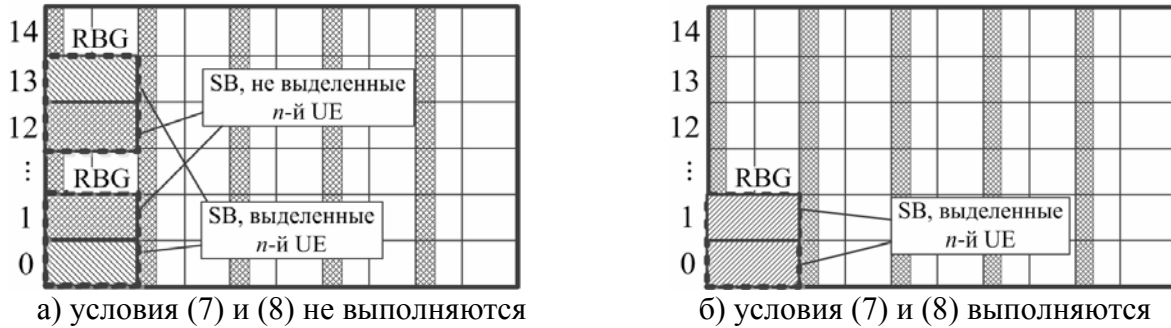 14
RBG
13
12
⋮
RBG
1
0
SB, не выделенные
n-й UE
SB, выделенные
n-й UE
а) условия (7) и (8) не выполняются
14
13
12
⋮
RBG
1
0
SB, выделенные
n-й UE
б) условия (7) и (8) выполняются